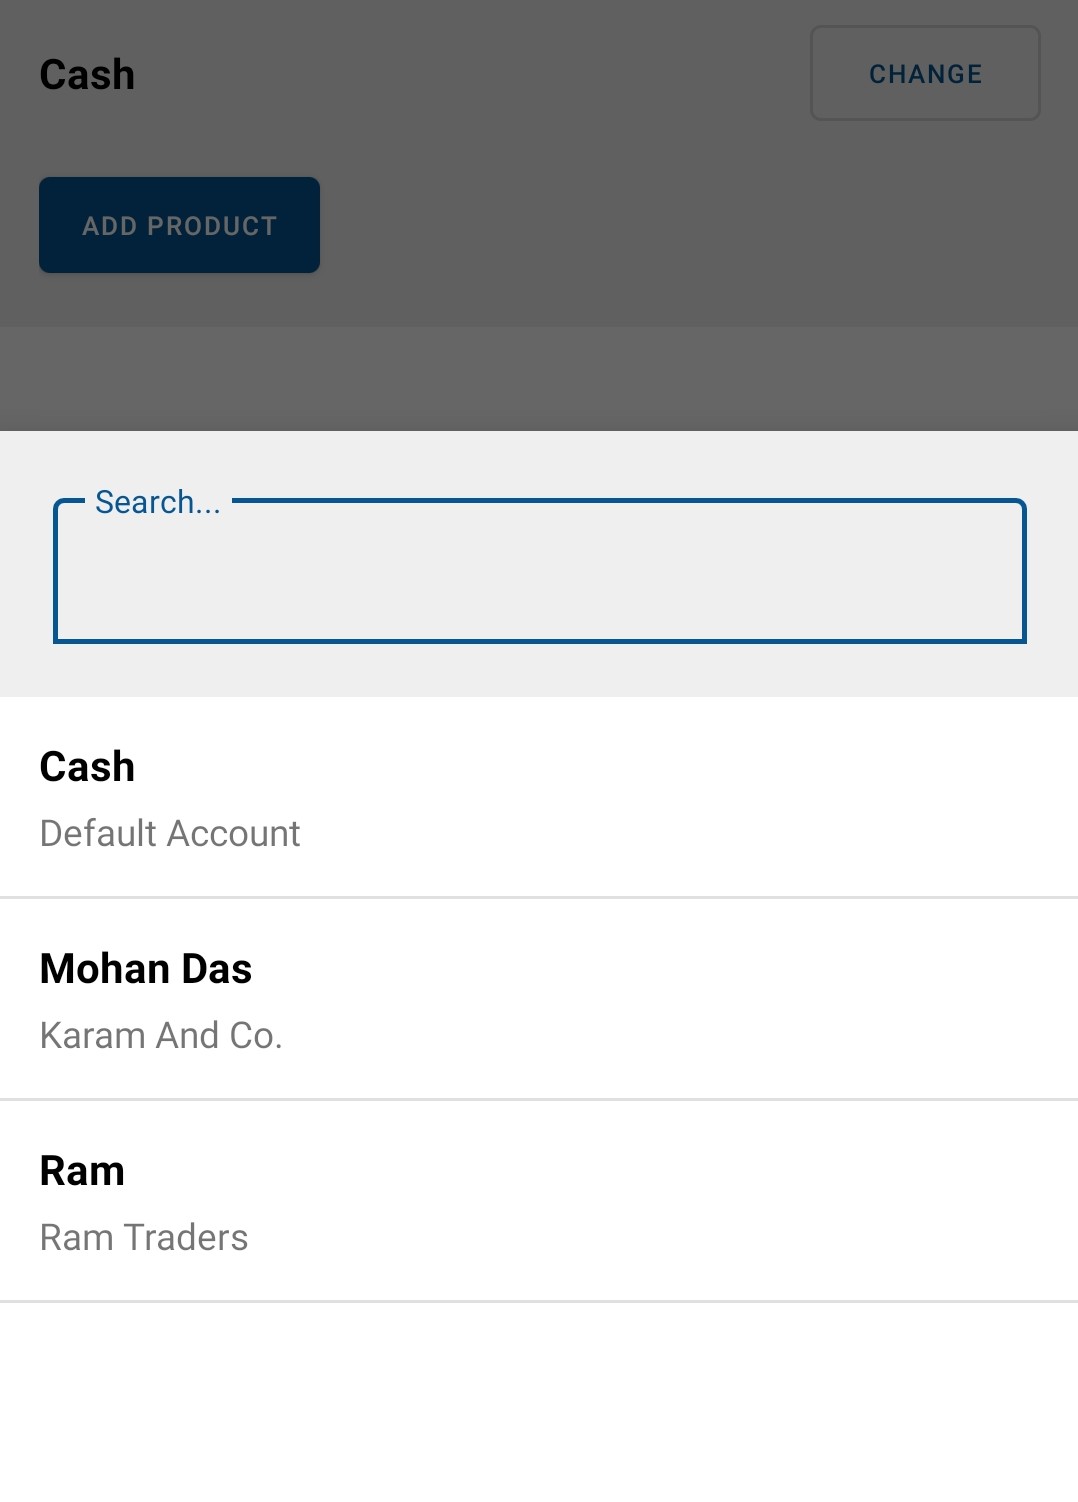 Cash
CHANGE
ADD PRODUCT
Search...
Cash
Default Account
Mohan Das
Karam And Co.
Ram
Ram Traders